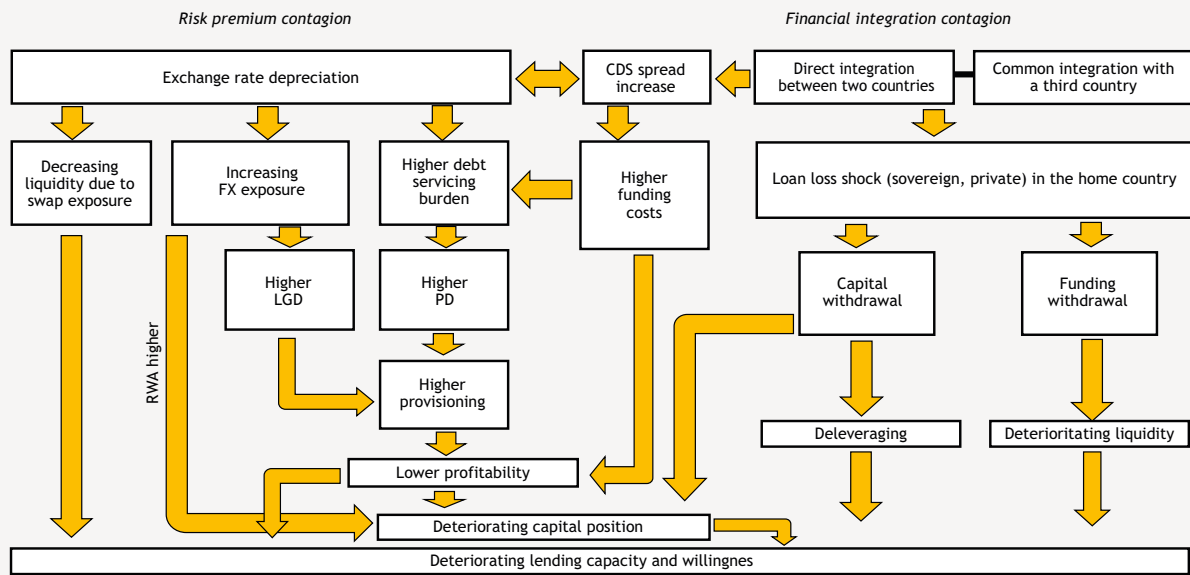 Risk premium contagion
Financial integration contagion
Exchange rate depreciation
CDS spread
increase
Direct integration
between two countries
Common integration with
a third country
Decreasing
liquidity due to
swap exposure
Increasing
FX exposure
Higher debt
servicing
burden
Higher
funding
costs
Loan loss shock (sovereign, private) in the home country
Higher
LGD
Higher
PD
Capital
withdrawal
Funding
withdrawal
RWA higher
Higher
provisioning
Deleveraging
Deterioritating liquidity
Lower profitability
Deteriorating capital position
Deteriorating lending capacity and willingnes